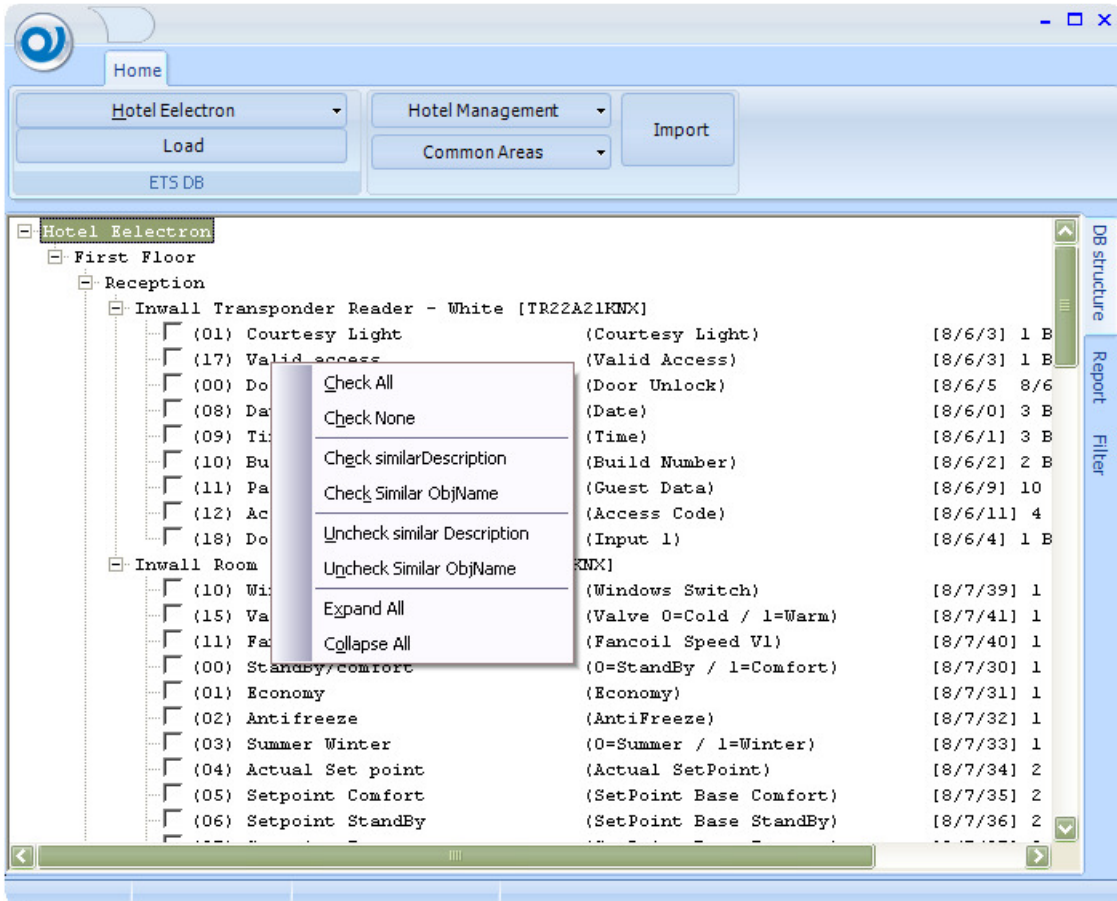 Home
Hotel Eelectron
Load
ETS DB
Hotel Management
Common Areas
Import
Hotel Eelectron
First Floor
Reception
Inwall Transponder Reader - White [TR22A21KNX]
(01) Courtesy Light (Courtesy Light) [8/6/3] 1 B
(17) Valid access (Valid Access) [8/6/3] 1 B
(00) Do (Door Unlock) [8/6/5 8/6
(08) Da (Date) [8/6/0] 3 B
(09) Ti (Time) [8/6/1] 3 B
(10) Bu (Build Number) [8/6/2] 2 B
(11) Pa (Guest Data) [8/6/9] 10
(12) Ac (Access Code) [8/6/11] 4
(18) Do (Input 1) [8/6/4] 1 B
Inwall Room KNX]
(10) Wi (Windows Switch) [8/7/39] 1
(15) Va (Valve 0=Cold / 1=Warm) [8/7/41] 1
(11) Fa (Fancoil Speed V1) [8/7/40] 1
(00) StandBy/comfort (0=StandBy / 1=Comfort) [8/7/30] 1
(01) Economy (Economy) [8/7/31] 1
(02) Antifreeze (AntiFreeze) [8/7/32] 1
(03) Summer Winter (0=Summer / 1=Winter) [8/7/33] 1
(04) Actual Set point (Actual SetPoint) [8/7/34] 2
(05) Setpoint Comfort (SetPoint Base Comfort) [8/7/35] 2
(06) Setpoint StandBy (SetPoint Base StandBy) [8/7/36] 2
Check All
Check None
Check similarDescription
Check Similar ObjName
Uncheck similar Description
Uncheck Similar ObjName
Expand All
Collapse All
DB structure
Report
Filter